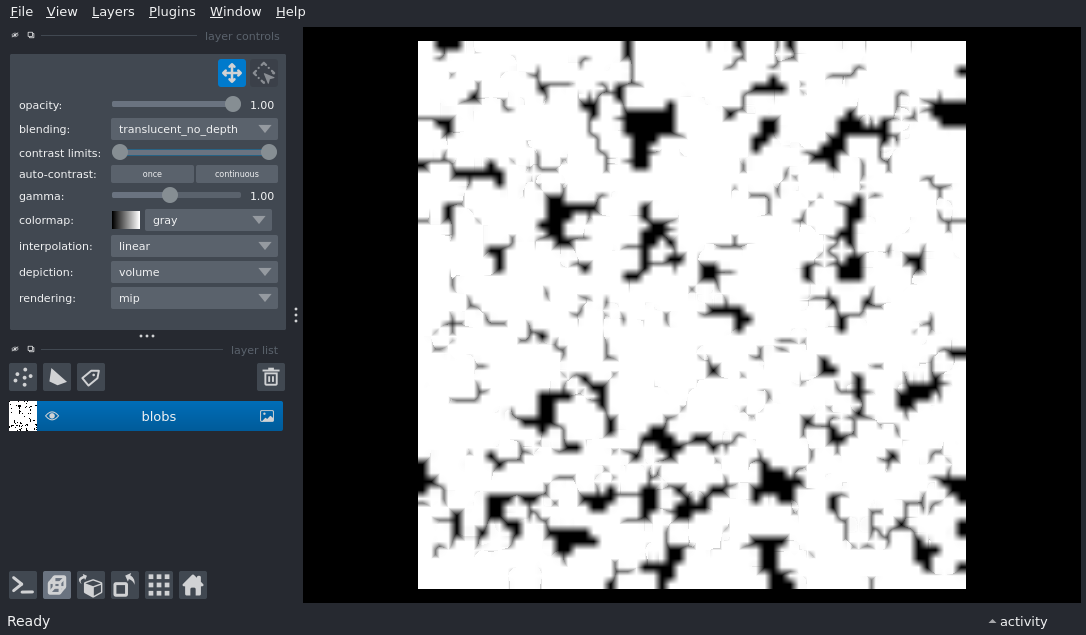 File View Layers Plugins Window Help
layer controls
opacity: 1.00
blending: translucent_no_depth
contrast limits:
auto-contrast: once continuous
gamma: 1.00
colormap: gray
interpolation: linear
depiction: volume
rendering: mip
layer list
blobs
Ready activity